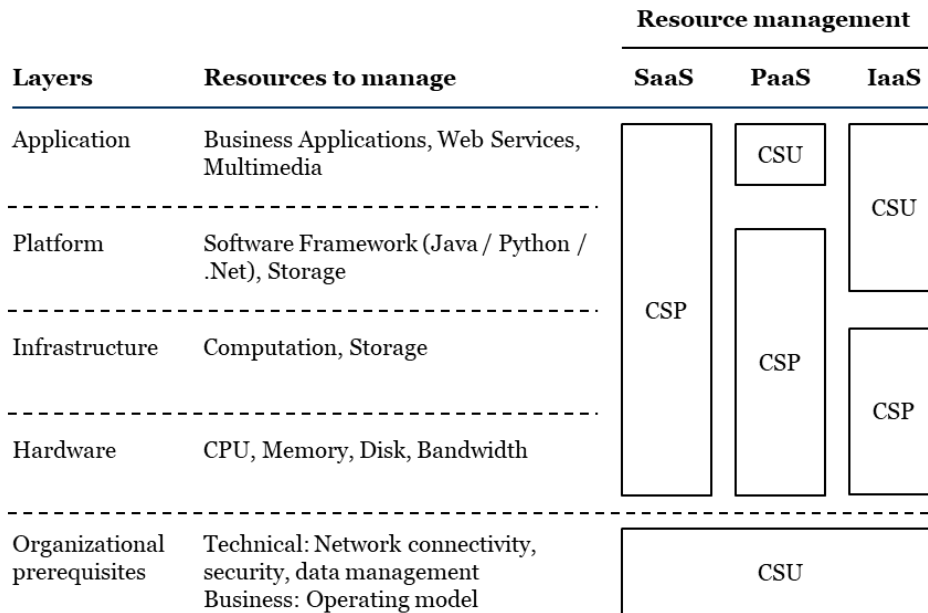 Resource management
Layers Resources to manage SaaS PaaS IaaS
Application Business Applications, Web Services,
Multimedia
CSU
CSU
Platform Software Framework (Java / Python /
.Net), Storage
CSP
Infrastructure Computation, Storage
CSP
CSP
Hardware CPU, Memory, Disk, Bandwidth
Organizational Technical: Network connectivity,
prerequisites security, data management
Business: Operating model
CSU